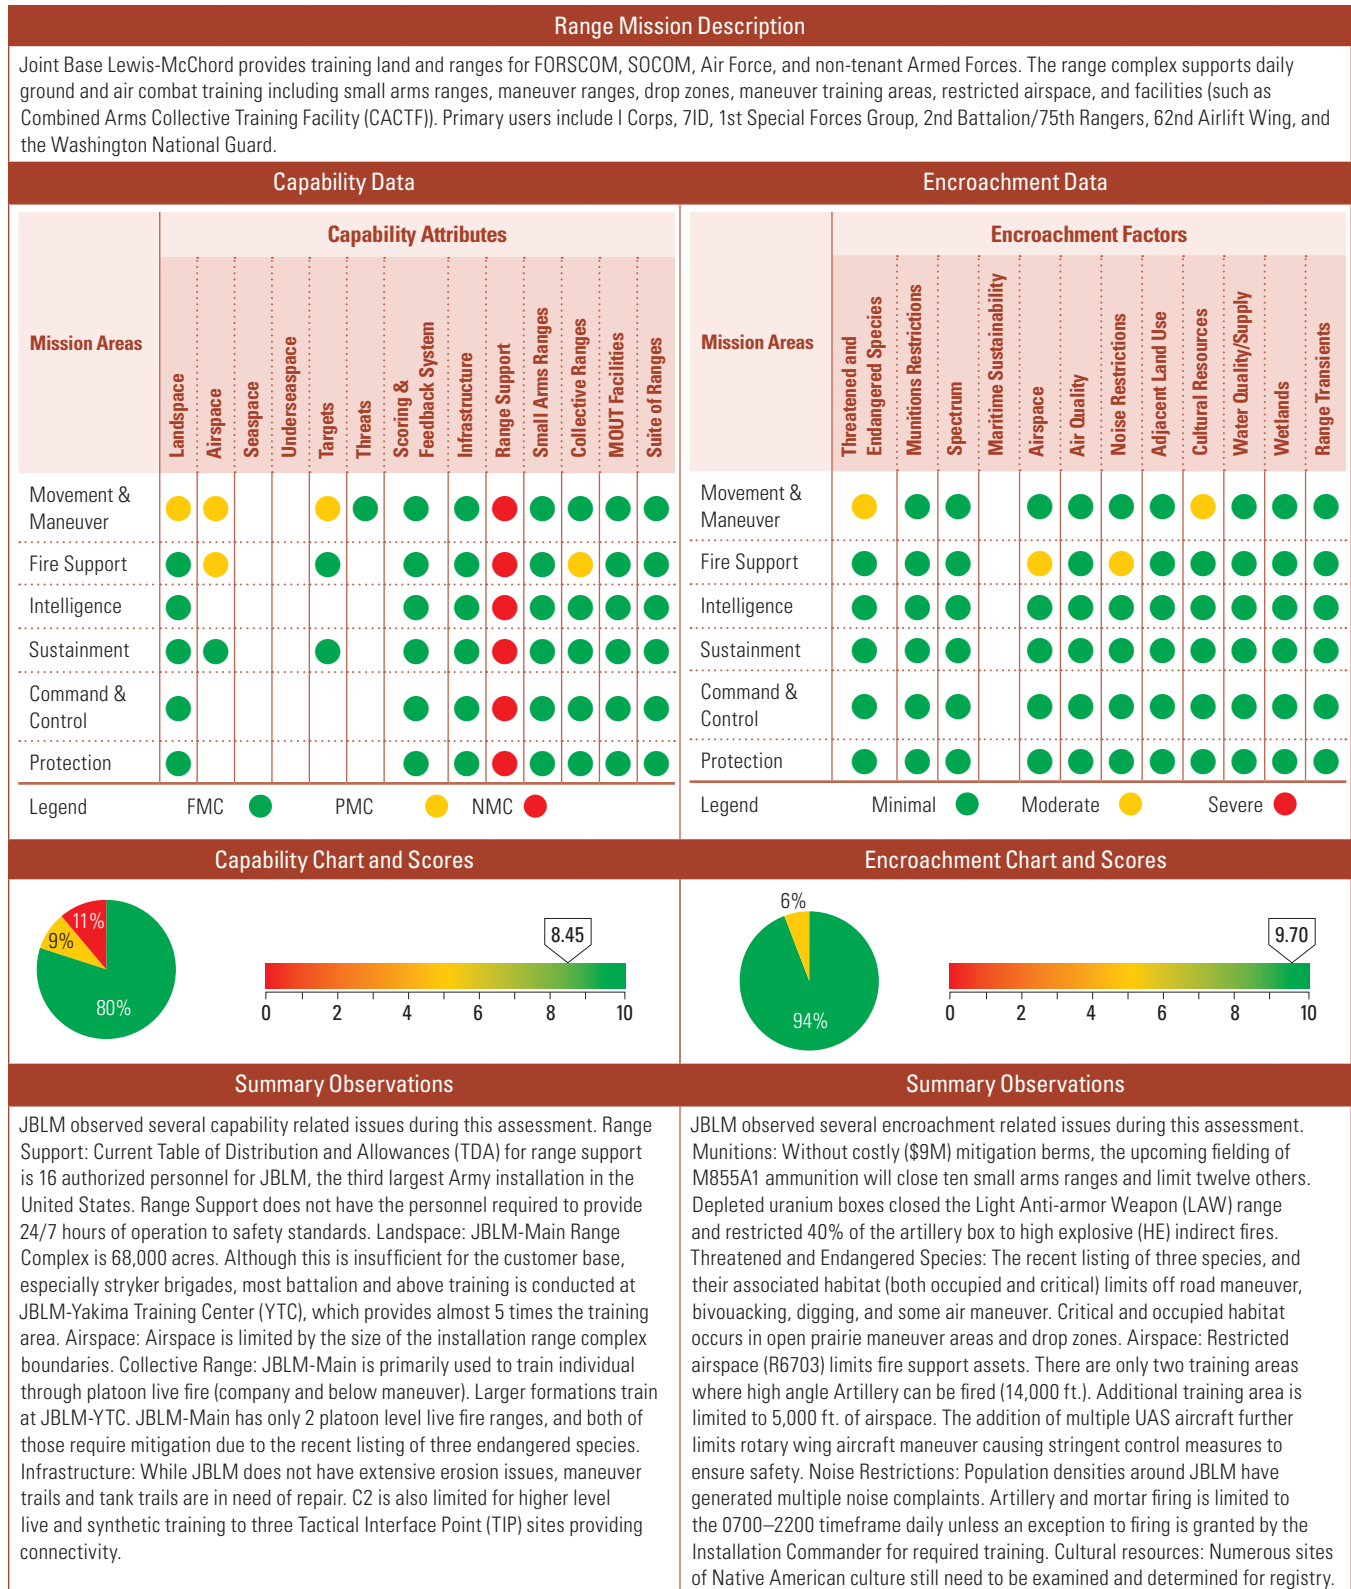 Range Mission Description
Joint Base Lewis-McChord provides training land and ranges for FORSCOM, SOCOM, Air Force, and non-tenant Armed Forces. The range complex supports daily
ground and air combat training including small arms ranges, maneuver ranges, drop zones, maneuver training areas, restricted airspace, and facilities (such as
Combined Arms Collective Training Facility (CACTF)). Primary users include I Corps, 7ID, 1st Special Forces Group, 2nd Battalion/75th Rangers, 62nd Airlift Wing, and
the Washington National Guard.
Capability Data
Mission Areas
Capability Attributes
Landspace
Airspace
Seaspace
Underseaspace
Targets
Threats
Scoring &
Feedback System
Infrastructure
Range Support
Small Arms Ranges
Collective Ranges
MOUT Facilities
Suite of Ranges
Movement &
Maneuver
Fire Support
Intelligence
Sustainment
Command &
Control
Protection
Legend FMC PMC NMC
Encroachment Data
Mission Areas
Encroachment Factors
Threatened and
Endangered Species
Munitions Restrictions
Spectrum
Maritime Sustainability
Airspace
Air Quality
Noise Restrictions
Adjacent Land Use
Cultural Resources
Water Quality/Supply
Wetlands
Range Transients
Movement &
Maneuver
Fire Support
Intelligence
Sustainment
Command &
Control
Protection
Legend Minimal Moderate Severe
Capability Chart and Scores
11%
9%
80%
8.45
0 2 4 6 8 10
Encroachment Chart and Scores
6%
94%
9.70
0 2 4 6 8 10
Summary Observations
JBLM observed several capability related issues during this assessment. Range
Support: Current Table of Distribution and Allowances (TDA) for range support
is 16 authorized personnel for JBLM, the third largest Army installation in the
United States. Range Support does not have the personnel required to provide
24/7 hours of operation to safety standards. Landspace: JBLM-Main Range
Complex is 68,000 acres. Although this is insufficient for the customer base,
especially stryker brigades, most battalion and above training is conducted at
JBLM-Yakima Training Center (YTC), which provides almost 5 times the training
area. Airspace: Airspace is limited by the size of the installation range complex
boundaries. Collective Range: JBLM-Main is primarily used to train individual
through platoon live fire (company and below maneuver). Larger formations train
at JBLM-YTC. JBLM-Main has only 2 platoon level live fire ranges, and both of
those require mitigation due to the recent listing of three endangered species.
Infrastructure: While JBLM does not have extensive erosion issues, maneuver
trails and tank trails are in need of repair. C2 is also limited for higher level
live and synthetic training to three Tactical Interface Point (TIP) sites providing
connectivity.
Summary Observations
JBLM observed several encroachment related issues during this assessment.
Munitions: Without costly ($9M) mitigation berms, the upcoming fielding of
M855A1 ammunition will close ten small arms ranges and limit twelve others.
Depleted uranium boxes closed the Light Anti-armor Weapon (LAW) range
and restricted 40% of the artillery box to high explosive (HE) indirect fires.
Threatened and Endangered Species: The recent listing of three species, and
their associated habitat (both occupied and critical) limits off road maneuver,
bivouacking, digging, and some air maneuver. Critical and occupied habitat
occurs in open prairie maneuver areas and drop zones. Airspace: Restricted
airspace (R6703) limits fire support assets. There are only two training areas
where high angle Artillery can be fired (14,000 ft.). Additional training area is
limited to 5,000 ft. of airspace. The addition of multiple UAS aircraft further
limits rotary wing aircraft maneuver causing stringent control measures to
ensure safety. Noise Restrictions: Population densities around JBLM have
generated multiple noise complaints. Artillery and mortar firing is limited to
the 0700–2200 timeframe daily unless an exception to firing is granted by the
Installation Commander for required training. Cultural resources: Numerous sites
of Native American culture still need to be examined and determined for registry.